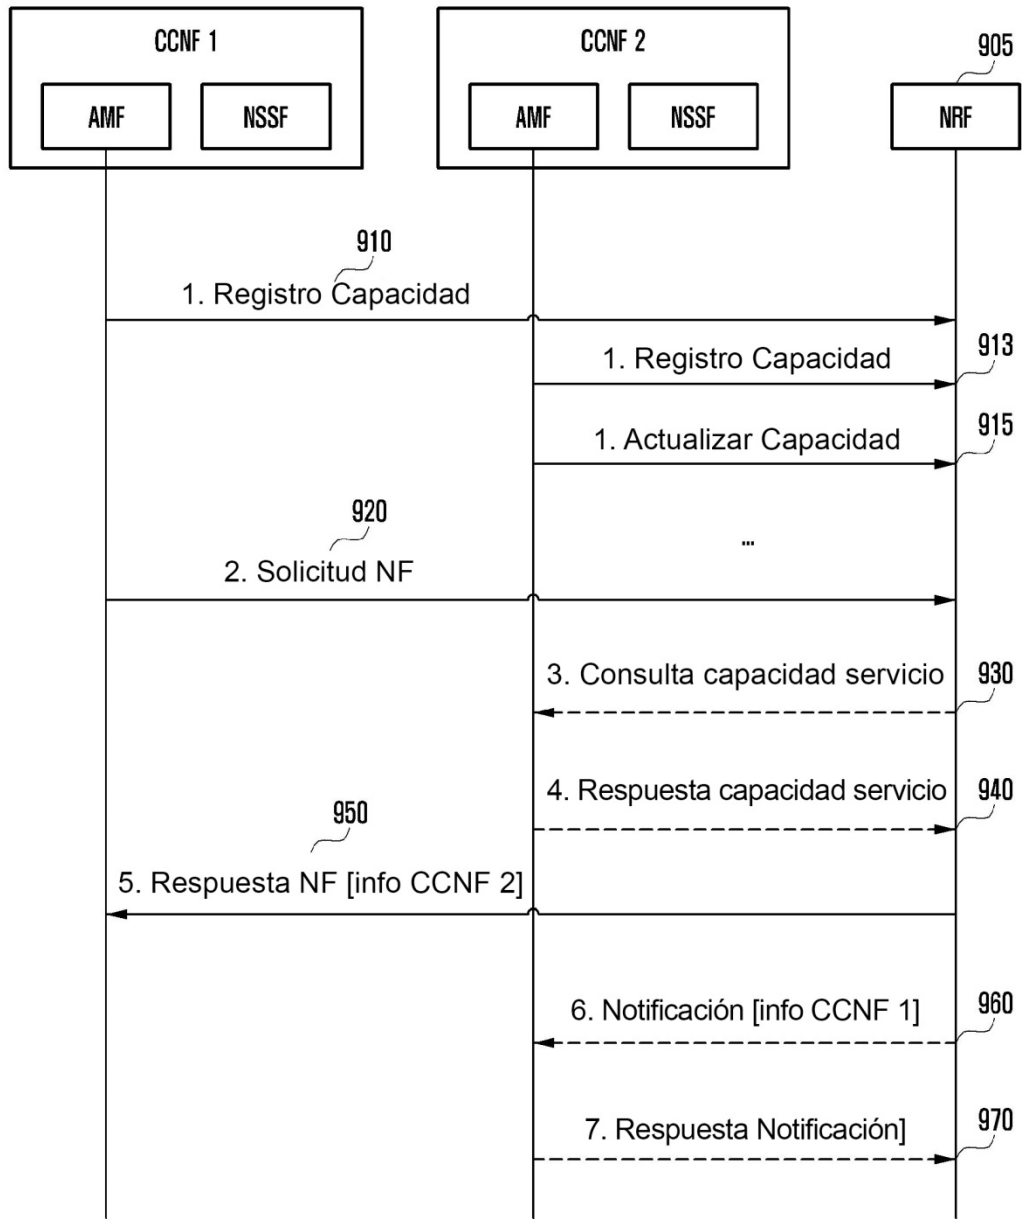 CCNF 1
CCNF 2
905
AMF
NSSF
AMF
NSSF
NRF
910
1. Registro Capacidad
1. Registro Capacidad
913
1. Actualizar Capacidad
915
920
...
2. Solicitud NF
3. Consulta capacidad servicio
930
4. Respuesta capacidad servicio
940
950
5. Respuesta NF [info CCNF 2]
6. Notificación [info CCNF 1]
960
7. Respuesta Notificación]
970